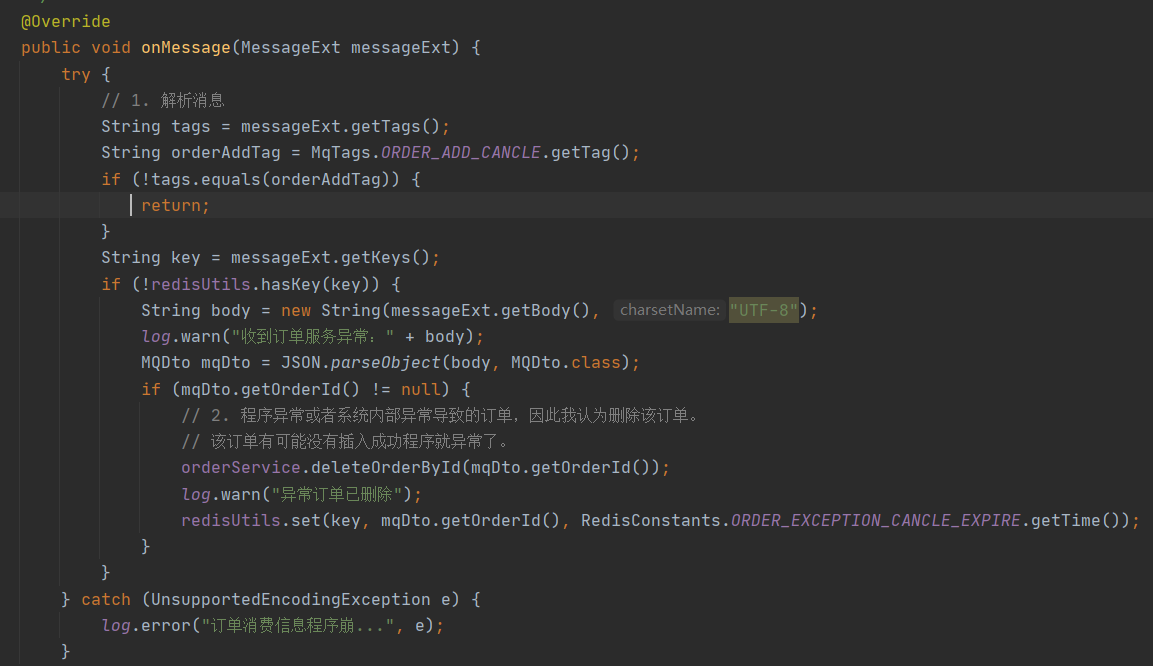 @Override
public void onMessage(MessageExt messageExt) {
try {
// 1. 解析消息
String tags = messageExt.getTags();
String orderAddTag = MqTags.ORDER_ADD_CANCLE.getTag();
if (!tags.equals(orderAddTag)) {
return;
}
String key = messageExt.getKeys();
if (!redisUtils.hasKey(key)) {
String body = new String(messageExt.getBody(), charsetName: "UTF-8");
log.warn("收到订单服务异常：" + body);
MQDto mqDto = JSON.parseObject(body, MQDto.class);
if (mqDto.getOrderId() != null) {
// 2. 程序异常或者系统内部异常导致的订单，因此我认为删除该订单。
// 该订单有可能没有插入成功程序就异常了。
orderService.deleteOrderById(mqDto.getOrderId());
log.warn("异常订单已删除");
redisUtils.set(key, mqDto.getOrderId(), RedisConstants.ORDER_EXCEPTION_CANCLE_EXPIRE.getTime());
}
}
} catch (UnsupportedEncodingException e) {
log.error("订单消费信息程序崩...", e);
}